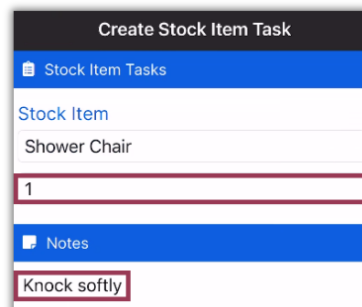 Create Stock Item Task
Stock Item Tasks
Stock Item
Shower Chair
1
Notes
Knock softly